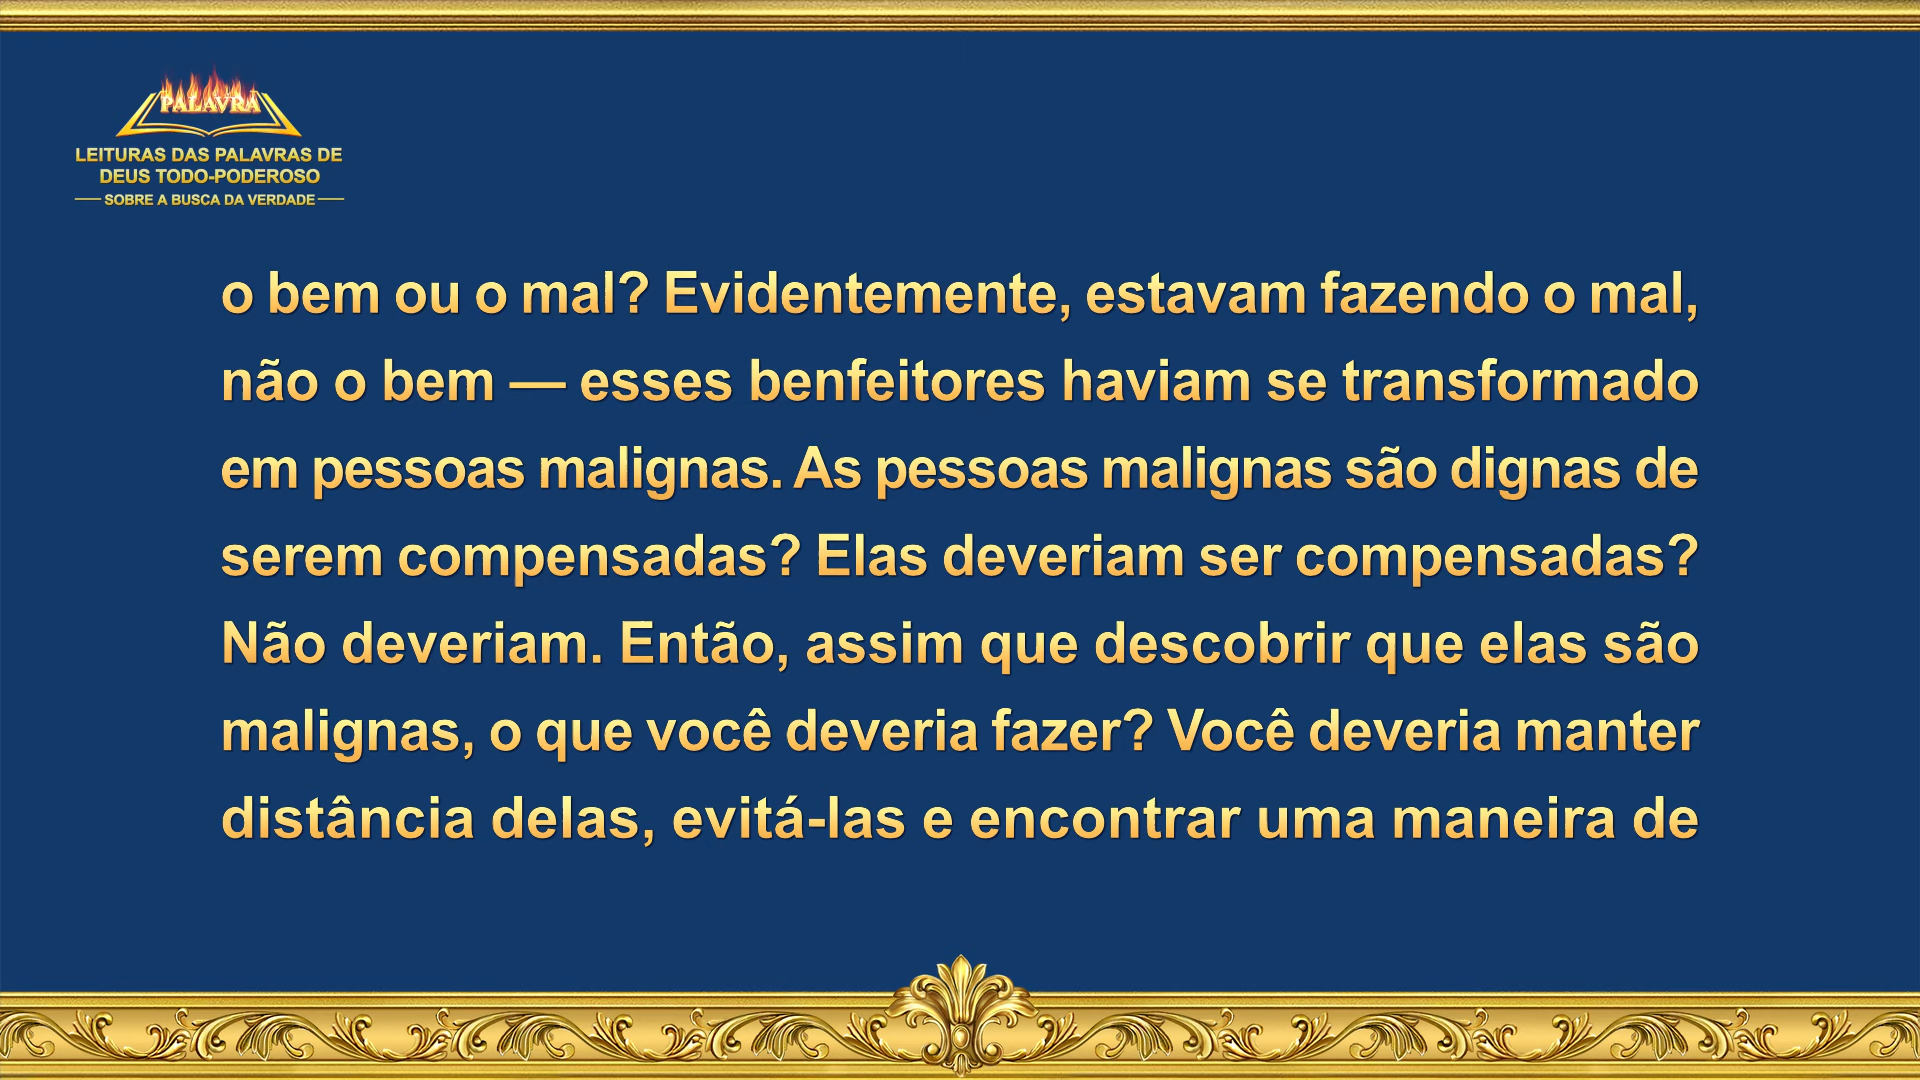 PALAVRA
LEITURAS DAS PALAVRAS DE
DEUS TODO-PODEROSO
SOBRE A BUSCA DA VERDADE
o bem ou o mal? Evidentemente, estavam fazendo o mal,
não o bem — esses benfeitores haviam se transformado
em pessoas malignas. As pessoas malignas são dignas de
serem compensadas? Elas deveriam ser compensadas?
Não deveriam. Então, assim que descobrir que elas são
malignas, o que você deveria fazer? Você deveria manter
distância delas, evitá-las e encontrar uma maneira de